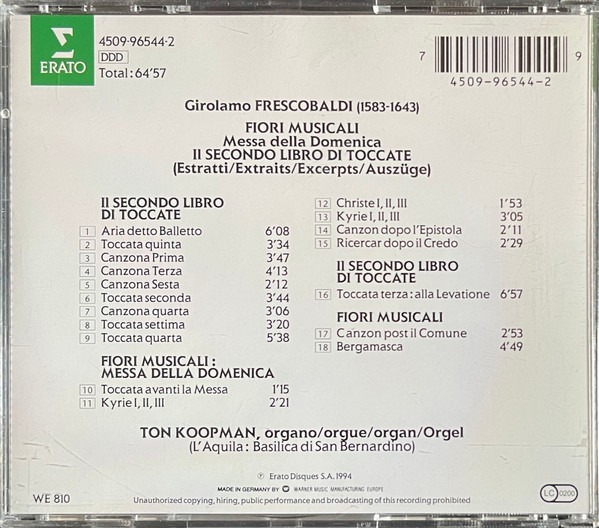 ERATO
4509-96544-2
DDD
Total: 64'57
7 4509-96544-2 9
Girolamo FRESCOBALDI (1583-1643)
FIORI MUSICALI
Messa della Domenica
Il SECONDO LIBRO DI TOCCATE
(Estratti/Extraits/Excerpts/Auszüge)
Il SECONDO LIBRO
DI TOCCATE
1 Aria detto Balletto 6'08
2 Toccata quinta 3'34
3 Canzona Prima 3'47
4 Canzona Terza 4'13
5 Canzona Sesta 2'12
6 Toccata seconda 3'44
7 Canzona quarta 3'06
8 Toccata settima 3'20
9 Toccata quarta 5'38
FIORI MUSICALI :
MESSA DELLA DOMENICA
10 Toccata avanti la Messa 1'15
11 Kyrie I, II, III 2'21
12 Christe I, II, III 1'53
13 Kyrie I, II, III 3'05
14 Canzon dopo l'Epistola 2'11
15 Ricercar dopo il Credo 2'29
Il SECONDO LIBRO
DI TOCCATE
16 Toccata terza : alla Levatione 6'57
FIORI MUSICALI
17 Canzon post il Comune 2'53
18 Bergamasca 4'49
TON KOOPMAN, organo/orgue/organ/Orgel
(L'Aquila : Basilica di San Bernardino)
℗ Erato Disques S.A. 1994
MADE IN GERMANY BY WARNER MUSIC MANUFACTURING EUROPE
WE 810
Unauthorized copying, hiring, public performance and broadcasting of this recording prohibited
LC 0200